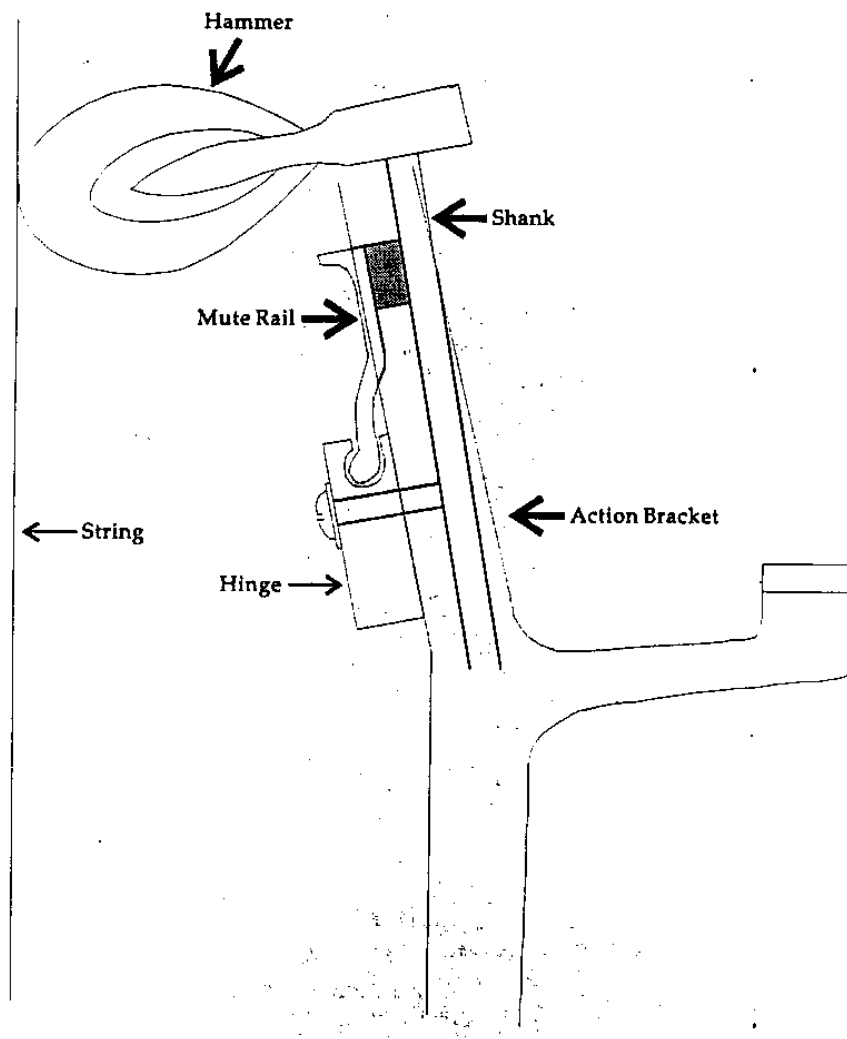 Hammer
Shank
Mute Rail
Action Bracket
String
Hinge